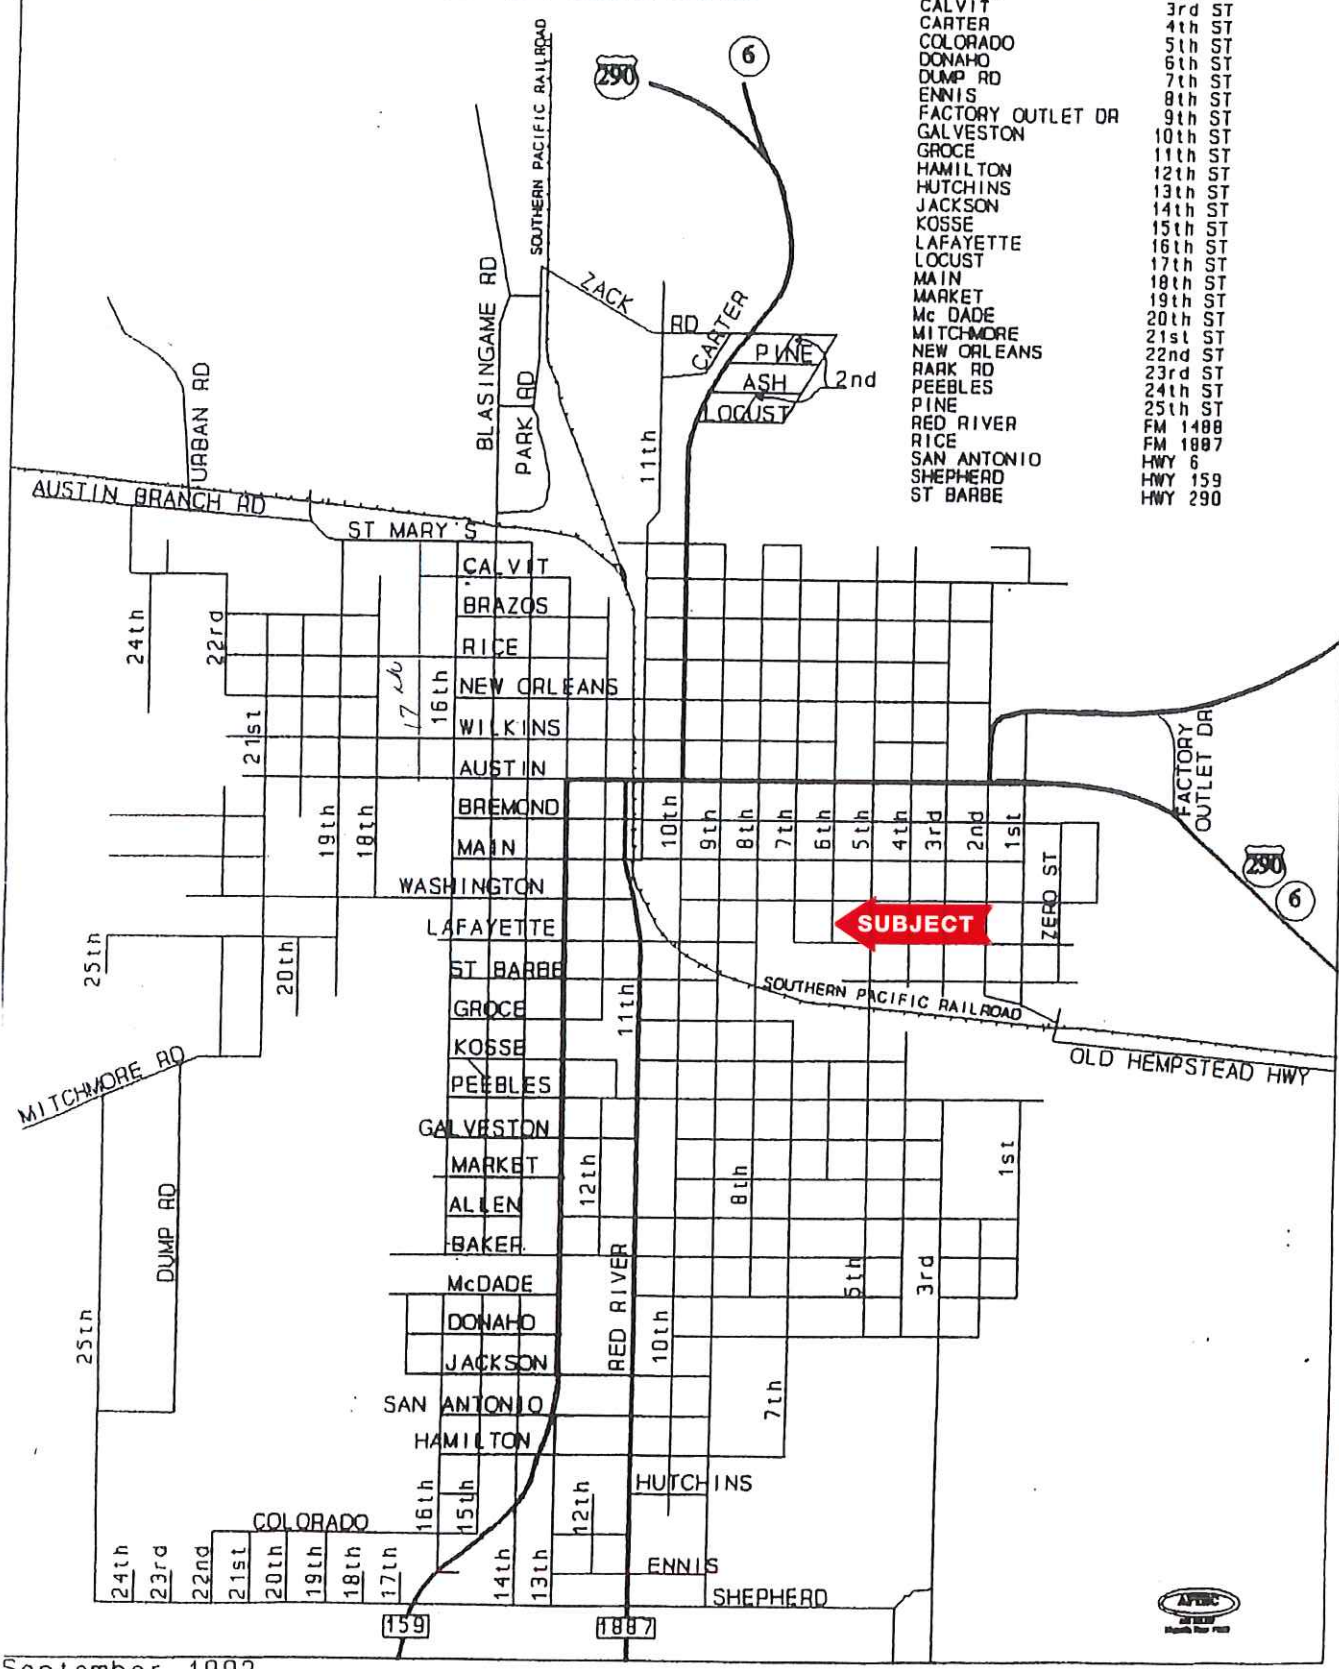 CALVIT 3rd ST
CARTER 4th ST
COLORADO 5th ST
DONAHO 6th ST
DUMP RD 7th ST
ENNIS 8th ST
FACTORY OUTLET DR 9th ST
GALVESTON 10th ST
GROCE 11th ST
HAMILTON 12th ST
HUTCHINS 13th ST
JACKSON 14th ST
KOSSE 15th ST
LAFAYETTE 16th ST
LOCUST 17th ST
MAIN 18th ST
MARKET 19th ST
Mc DADE 20th ST
MITCHMORE 21st ST
NEW ORLEANS 22nd ST
PARK RD 23rd ST
PEEBLES 24th ST
PINE 25th ST
RED RIVER FM 1488
RICE FM 1887
SAN ANTONIO HWY 6
SHEPHERD HWY 159
ST BARBE HWY 290
290
6
SOUTHERN PACIFIC RAILROAD
ZACK
RD
CARTER
PINE
ASH
LOCUST
2nd
BLASINGAME RD
PARK RD
11th
URBAN RD
AUSTIN BRANCH RD
ST MARY'S
CALVIT
BRAZOS
RICE
NEW ORLEANS
WILKINS
AUSTIN
BREMOND
MAIN
WASHINGTON
LAFAYETTE
ST BARBE
GROCE
KOSSE
PEEBLES
GALVESTON
MARKET
ALLEN
BAKER
McDADE
DONAHO
JACKSON
SAN ANTONIO
HAMILTON
24th
22nd
17th
16th
21st
19th
18th
25th
20th
10th
9th
8th
7th
6th
5th
4th
3rd
2nd
1st
ZERO ST
FACTORY
OUTLET DR
290
6
SUBJECT
SOUTHERN PACIFIC RAILROAD
OLD HEMPSTEAD HWY
11th
MITCHMORE RD
DUMP RD
25th
12th
8th
1st
RED RIVER
10th
5th
3rd
7th
HUTCHINS
16th
15th
12th
COLORADO
24th
23rd
22nd
21st
20th
19th
18th
17th
14th
13th
ENNIS
SHEPHERD
159
1887